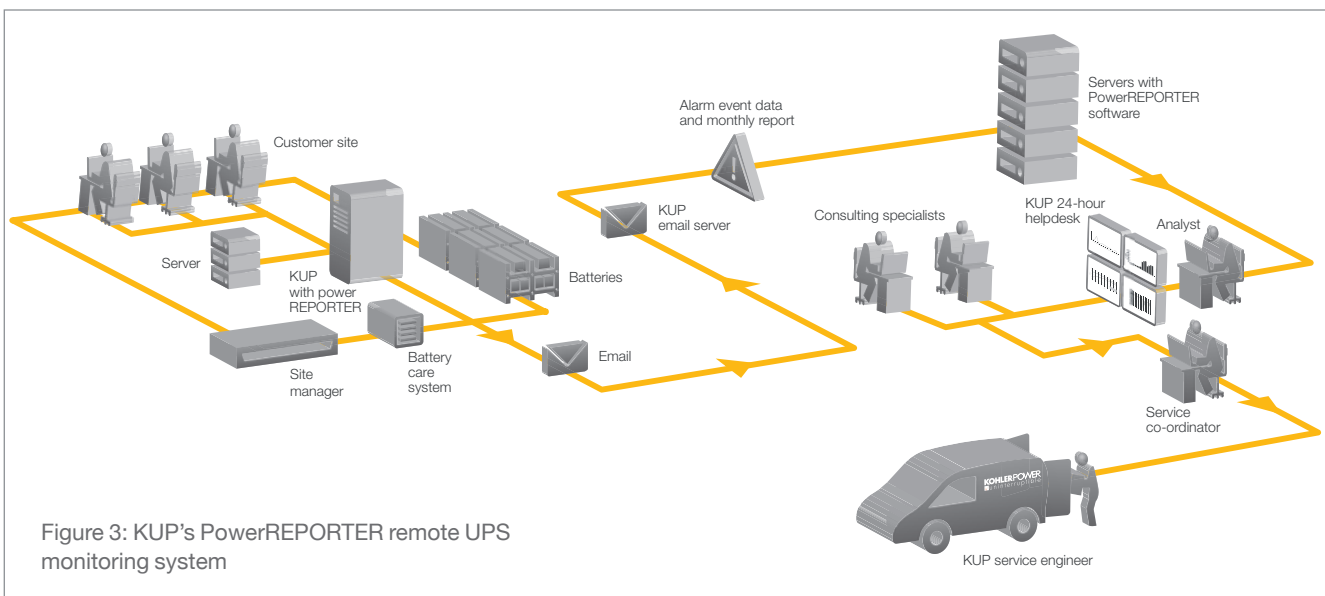 Customer site
Server
KUP
with power
REPORTER
Batteries
Site
manager
Battery
care
system
Email
KUP
email server
Alarm event data
and monthly report
Servers with
PowerREPORTER
software
Consulting specialists
KUP 24-hour
helpdesk
Analyst
Service
co-ordinator
KOHLERPOWER
uninterruptible
KUP service engineer
Figure 3: KUP's PowerREPORTER remote UPS
monitoring system